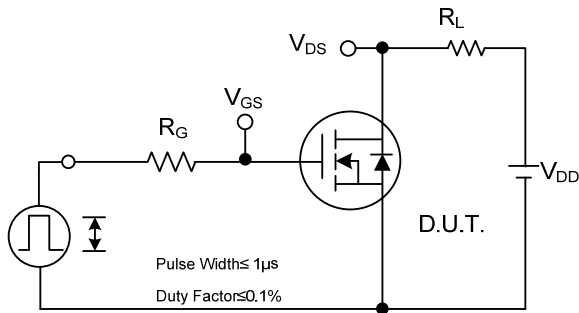 R_L
V_DS
V_GS
R_G
V_DD
D.U.T.
Pulse Width≤ 1μs
Duty Factor≤0.1%